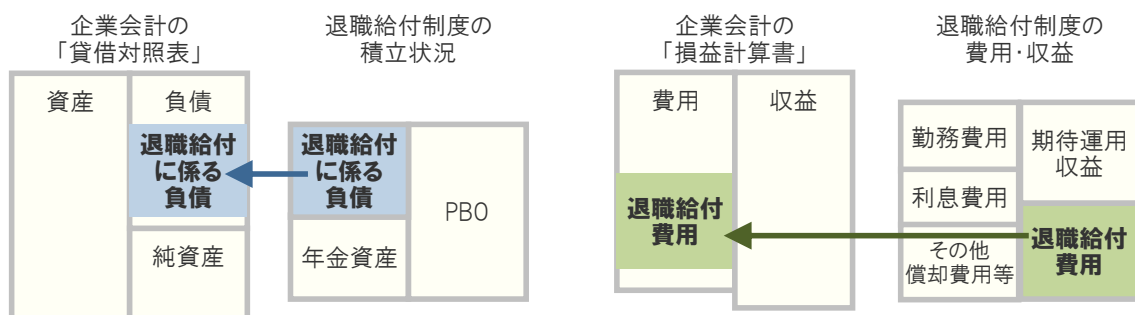 企業会計の
「貸借対照表」
資産
負債
退職給付
に係る
負債
純資産
退職給付制度の
積立状況
退職給付
に係る
負債
年金資産
PBO
企業会計の
「損益計算書」
費用
収益
退職給付
費用
退職給付制度の
費用・収益
勤務費用
利息費用
その他
償却費用等
期待運用
収益
退職給付
費用